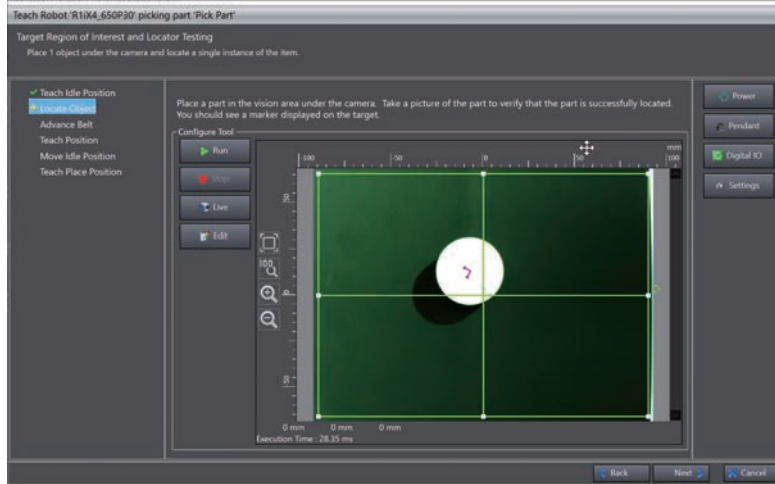 Teach Robot 'R1iX4_650P30' picking part 'Pick Part'
Target Region of Interest and Locator Testing
Place 1 object under the camera and locate a single instance of the item.
Teach Idle Position
Locate Object
Advance Belt
Teach Position
Move Idle Position
Teach Place Position
Place a part in the vision area under the camera. Take a picture of the part to verify that the part is successfully located.
You should see a marker displayed on the target.
Configure Tool
Run
Stop
Live
Edit
100
mm
-100
-50
0
50
100
50
0
-50
0 mm 0 mm 0 mm
Execution Time : 28.35 ms
Power
Pendant
Digital IO
Settings
Back
Next
Cancel